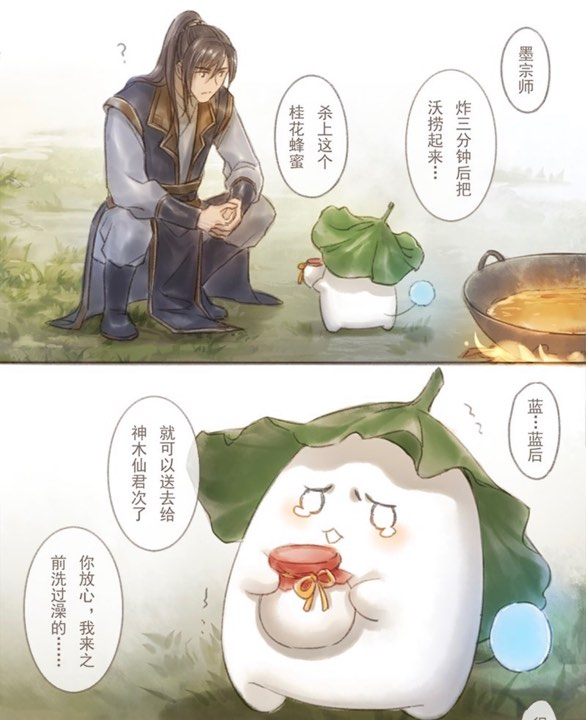 墨宗师
炸三分钟后把
沃捞起来…
杀上这个
桂花蜂蜜
?
蓝…蓝后
就可以送去给
神木仙君次了
你放心，我来之
前洗过澡的……